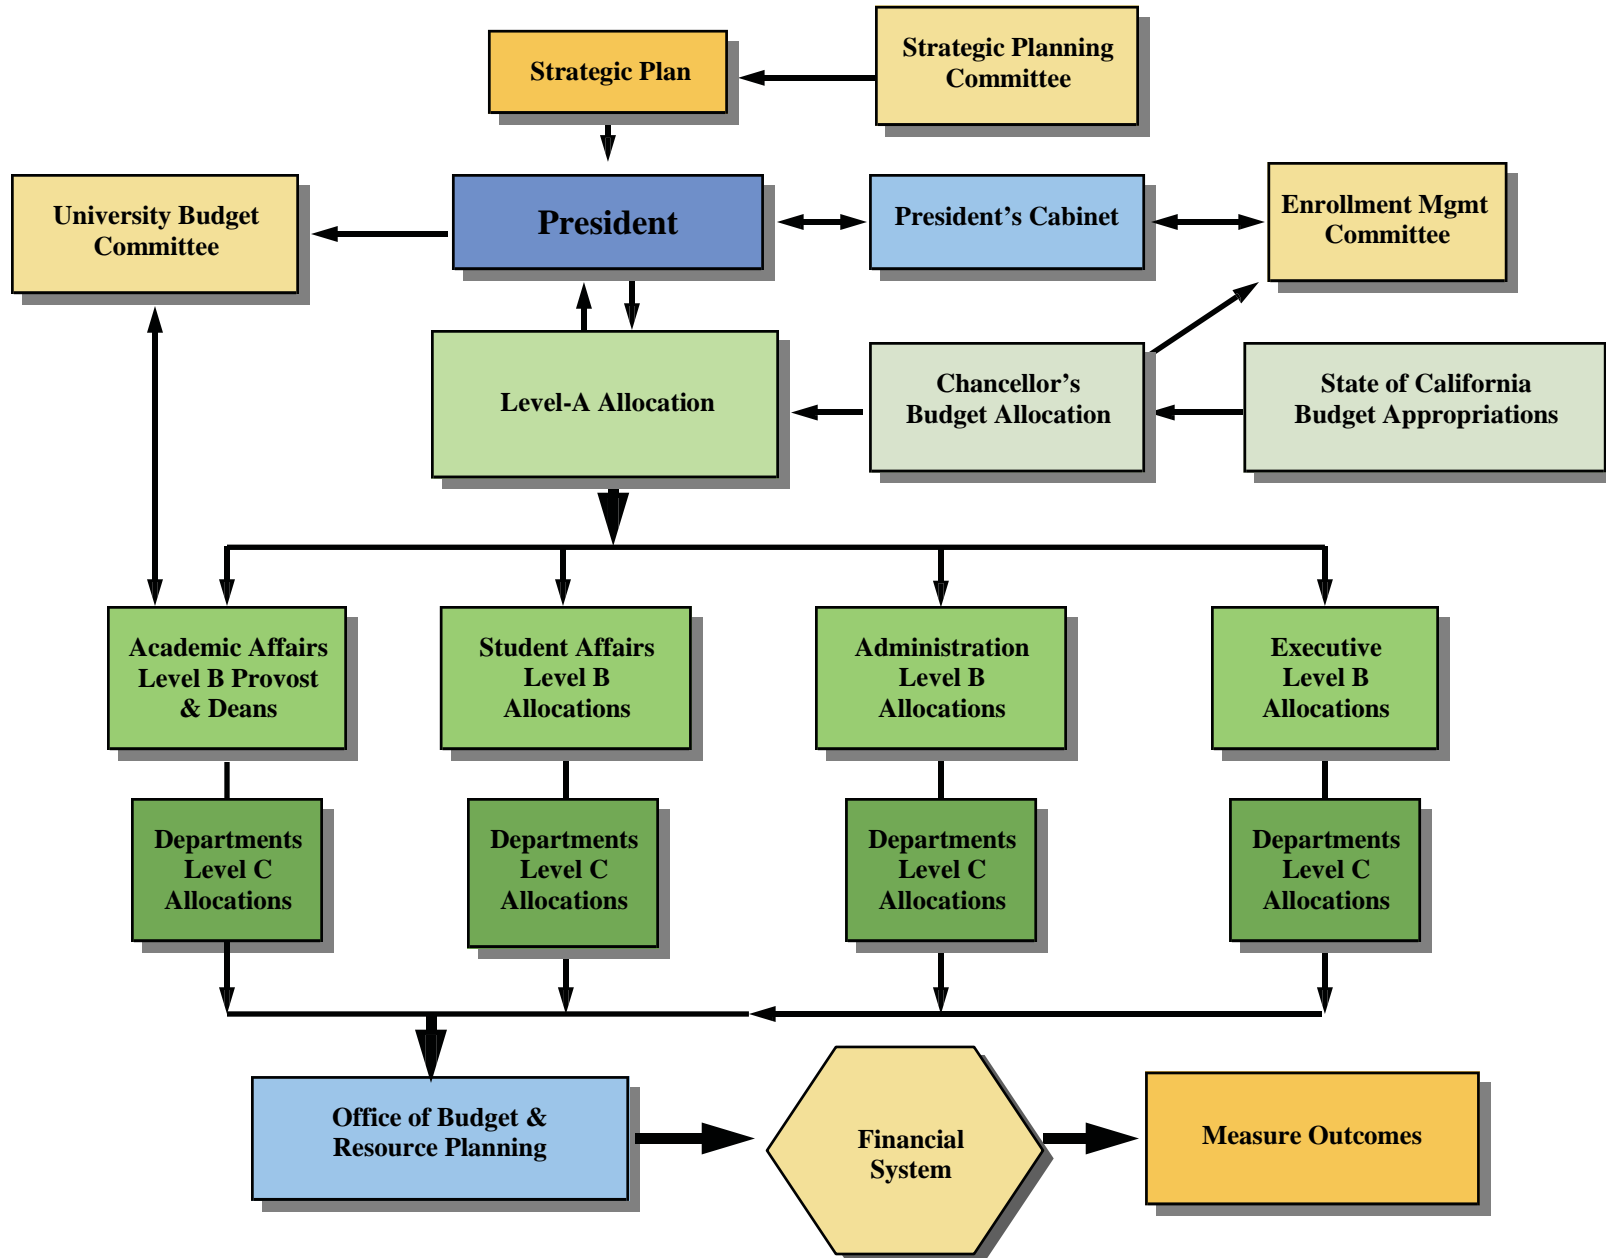 Strategic Plan
Strategic Planning
Committee
University Budget
Committee
President
President’s Cabinet
Enrollment Mgmt
Committee
Level-A Allocation
Chancellor’s
Budget Allocation
State of California
Budget Appropriations
Academic Affairs
Level B Provost
& Deans
Student Affairs
Level B
Allocations
Administration
Level B
Allocations
Executive
Level B
Allocations
Departments
Level C
Allocations
Departments
Level C
Allocations
Departments
Level C
Allocations
Departments
Level C
Allocations
Office of Budget &
Resource Planning
Financial
System
Measure Outcomes